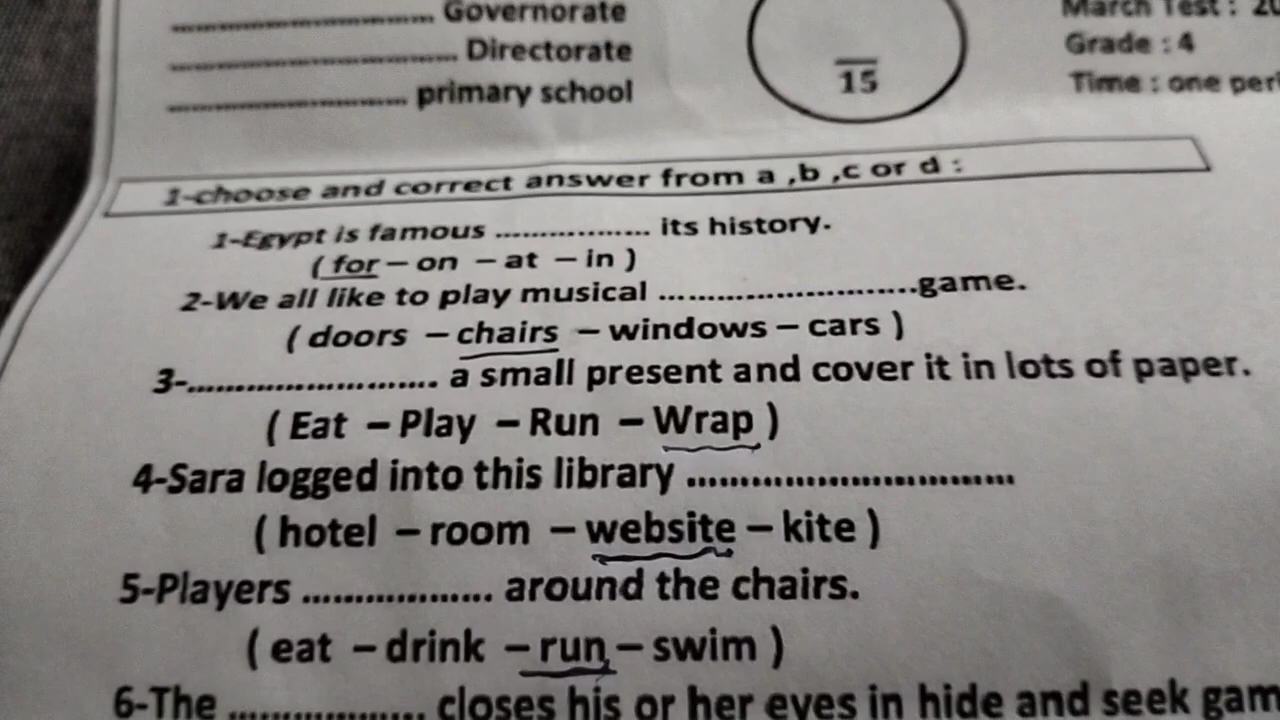 .............................. Governorate
................................. Directorate
........................... primary school
15
March Test : 20
Grade : 4
Time : one
1-choose and correct answer from a ,b ,c or d :
1-Egypt is famous ................. its history.
( for – on – at – in )
2-We all like to play musical ............................game.
( doors – chairs – windows – cars )
3-.......................... a small present and cover it in lots of paper.
( Eat – Play – Run – Wrap )
4-Sara logged into this library ...............................
( hotel – room – website – kite )
5-Players .................. around the chairs.
( eat – drink – run – swim )
6-The .................. closes his or her eyes in hide and seek